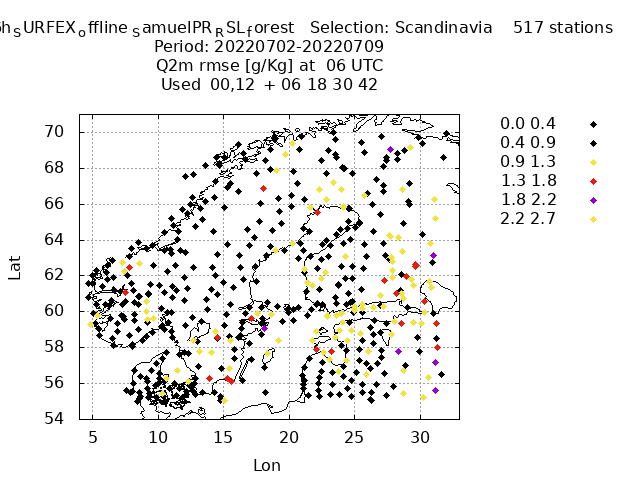 6h SURFEXoffline SamuelPRRSLforest Selection: Scandinavia 517 stations
Period: 20220702-20220709
Q2m rmse [g/Kg] at 06 UTC
Used 00,12 + 06 18 30 42
70
68
66
64
62
60
58
56
54
5 10 15 20 25 30
Lat
Lon
0.0 0.4
0.4 0.9
0.9 1.3
1.3 1.8
1.8 2.2
2.2 2.7